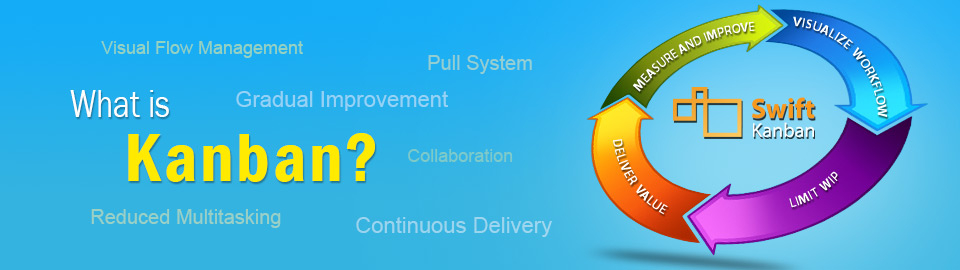 Visual Flow Management
Pull System
What is
Gradual Improvement
Kanban?
Collaboration
Reduced Multitasking
Continuous Delivery
MEASURE AND IMPROVE
VISUALIZE WORKFLOW
LIMIT WIP
DELIVER VALUE
Swift
Kanban